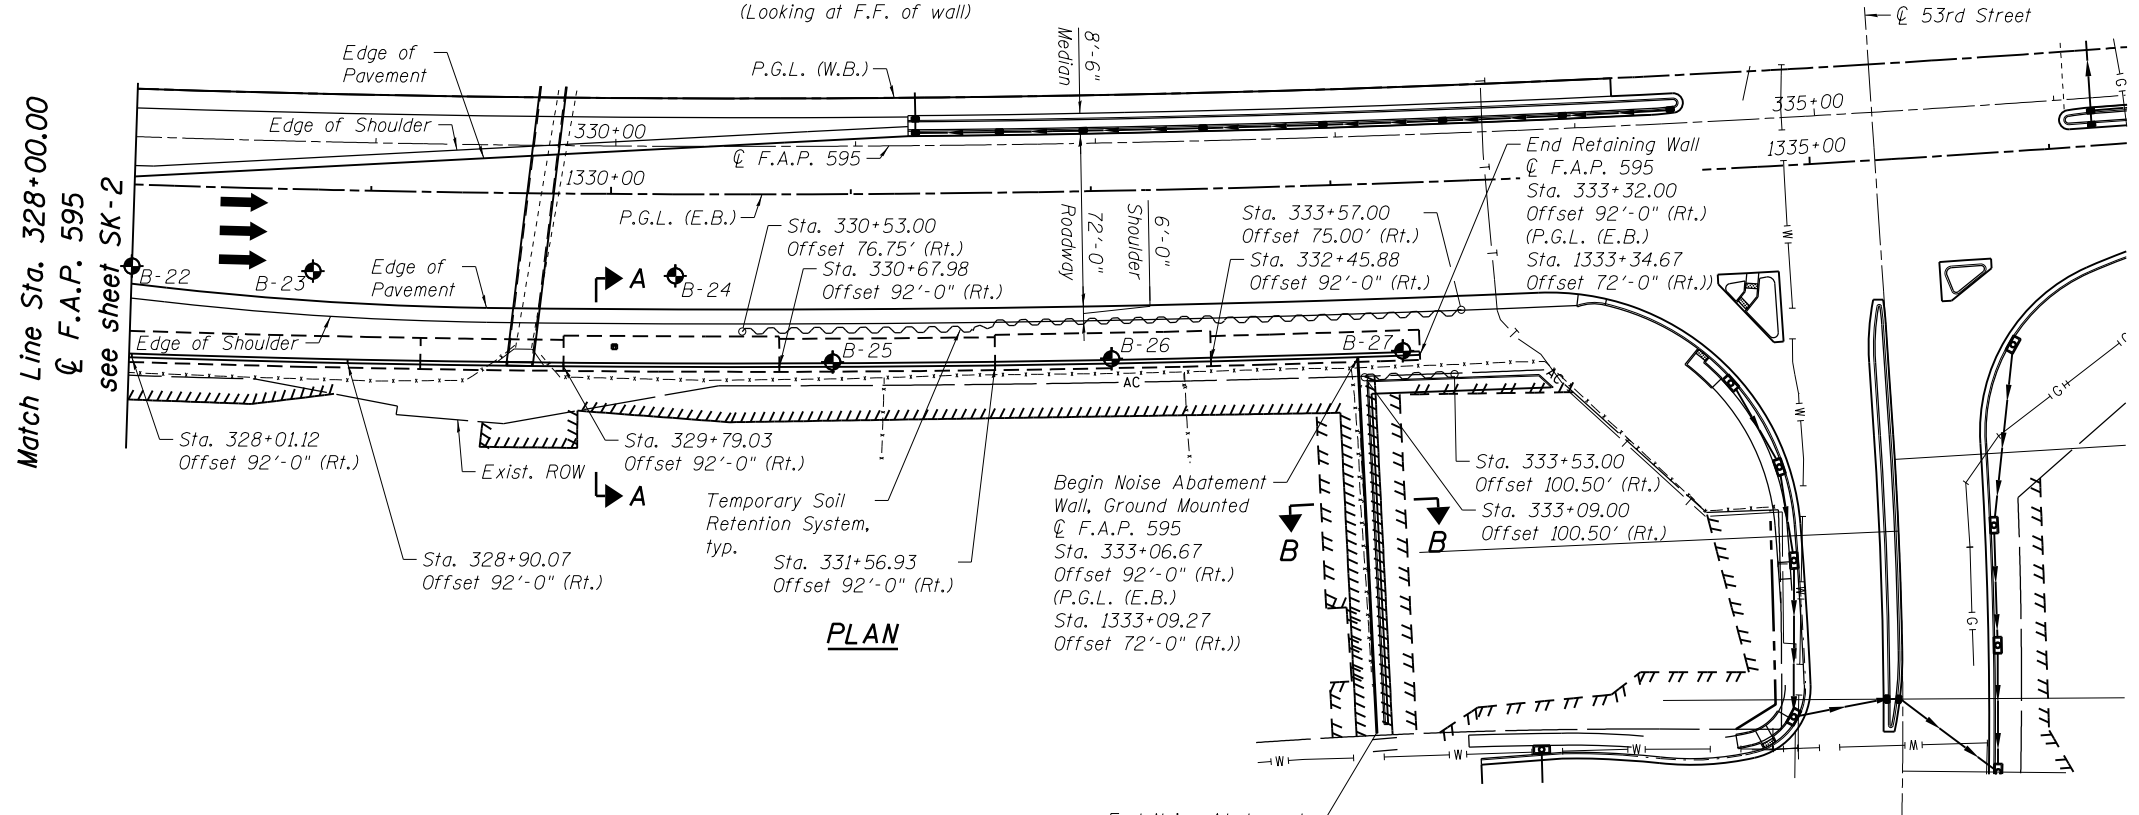 (Looking at F.F. of wall)
℄ 53rd Street
Edge of
Pavement
P.G.L. (W.B.)
8'-6"
Median
Edge of Shoulder
330+00
℄ F.A.P. 595
335+00
1335+00
1330+00
P.G.L. (E.B.)
Match Line Sta. 328+00.00
℄ F.A.P. 595
see sheet SK-2
End Retaining Wall
℄ F.A.P. 595
Sta. 333+32.00
Offset 92'-0" (Rt.)
(P.G.L. (E.B.)
Sta. 1333+34.67
Offset 72'-0" (Rt.))
Sta. 330+53.00
Offset 76.75' (Rt.)
Sta. 330+67.98
Offset 92'-0" (Rt.)
72'-0"
Roadway
6'-0"
Shoulder
Sta. 333+57.00
Offset 75.00' (Rt.)
Sta. 332+45.88
Offset 92'-0" (Rt.)
B-22
B-23
Edge of
Pavement
A
B-24
Edge of Shoulder
B-25
B-26
B-27
AC
AC
Sta. 328+01.12
Offset 92'-0" (Rt.)
Exist. ROW
Sta. 329+79.03
Offset 92'-0" (Rt.)
A
Temporary Soil
Retention System,
typ.
Sta. 328+90.07
Offset 92'-0" (Rt.)
Sta. 331+56.93
Offset 92'-0" (Rt.)
Begin Noise Abatement
Wall, Ground Mounted
℄ F.A.P. 595
Sta. 333+06.67
Offset 92'-0" (Rt.)
(P.G.L. (E.B.)
Sta. 1333+09.27
Offset 72'-0" (Rt.))
B
B
Sta. 333+53.00
Offset 100.50' (Rt.)
Sta. 333+09.00
Offset 100.50' (Rt.)
PLAN
T
T
T
T
W
W
W
W
W
W
W
W
G
G
G
G